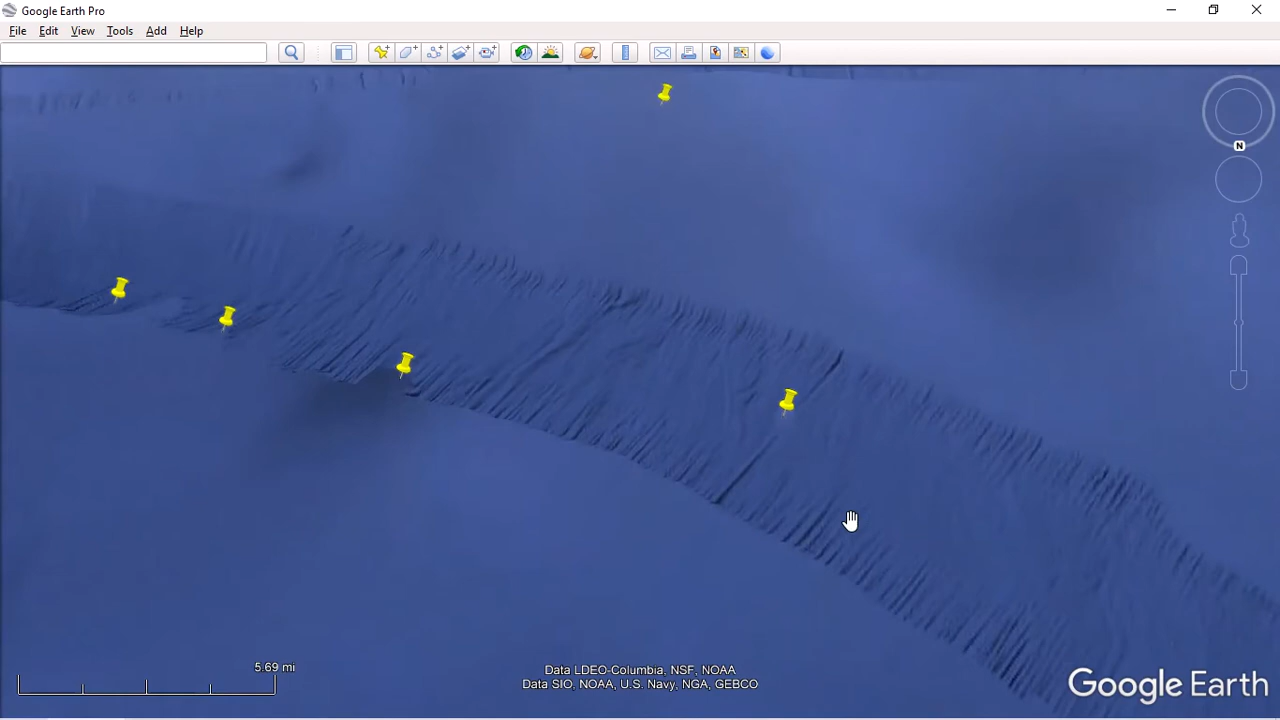 Google Earth Pro
File Edit View Tools Add Help
N
5.69 mi
Data LDEO-Columbia, NSF, NOAA
Data SIO, NOAA, U.S. Navy, NGA, GEBCO
Google Earth